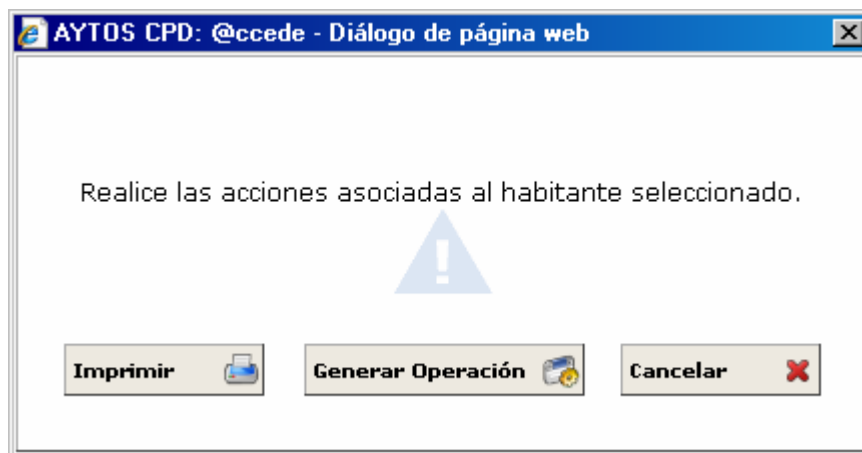 AYTOS CPD: @ccede - Diálogo de página web
Realice las acciones asociadas al habitante seleccionado.
Imprimir Generar Operación Cancelar